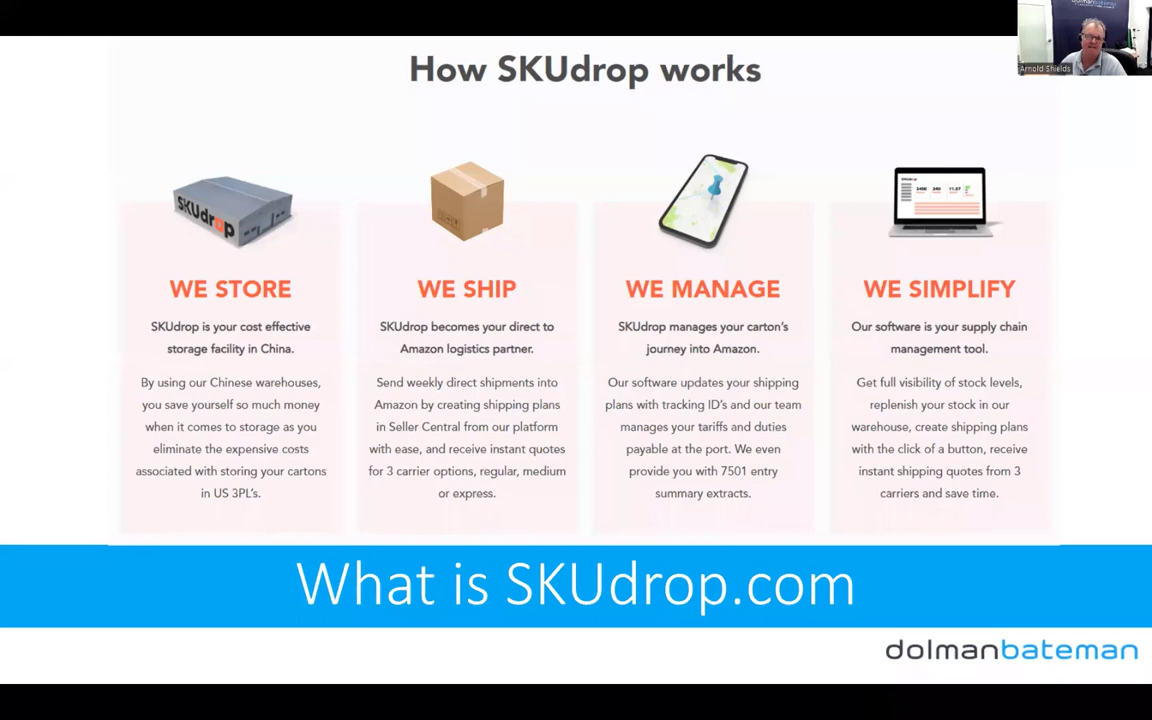 dolmanbateman
Arnold Shields
How SKUdrop works
SKUdrop
WE STORE
SKUdrop is your cost effective
storage facility in China.
By using our Chinese warehouses,
you save yourself so much money
when it comes to storage as you
eliminate the expensive costs
associated with storing your cartons
in US 3PL's.
WE SHIP
SKUdrop becomes your direct to
Amazon logistics partner.
Send weekly direct shipments into
Amazon by creating shipping plans
in Seller Central from our platform
with ease, and receive instant quotes
for 3 carrier options, regular, medium
or express.
WE MANAGE
SKUdrop manages your carton's
journey into Amazon.
Our software updates your shipping
plans with tracking ID's and our team
manages your tariffs and duties
payable at the port. We even
provide you with 7501 entry
summary extracts.
SKUdrop
WE SIMPLIFY
Our software is your supply chain
management tool.
Get full visibility of stock levels,
replenish your stock in our
warehouse, create shipping plans
with the click of a button, receive
instant shipping quotes from 3
carriers and save time.
What is SKUdrop.com
dolmanbateman